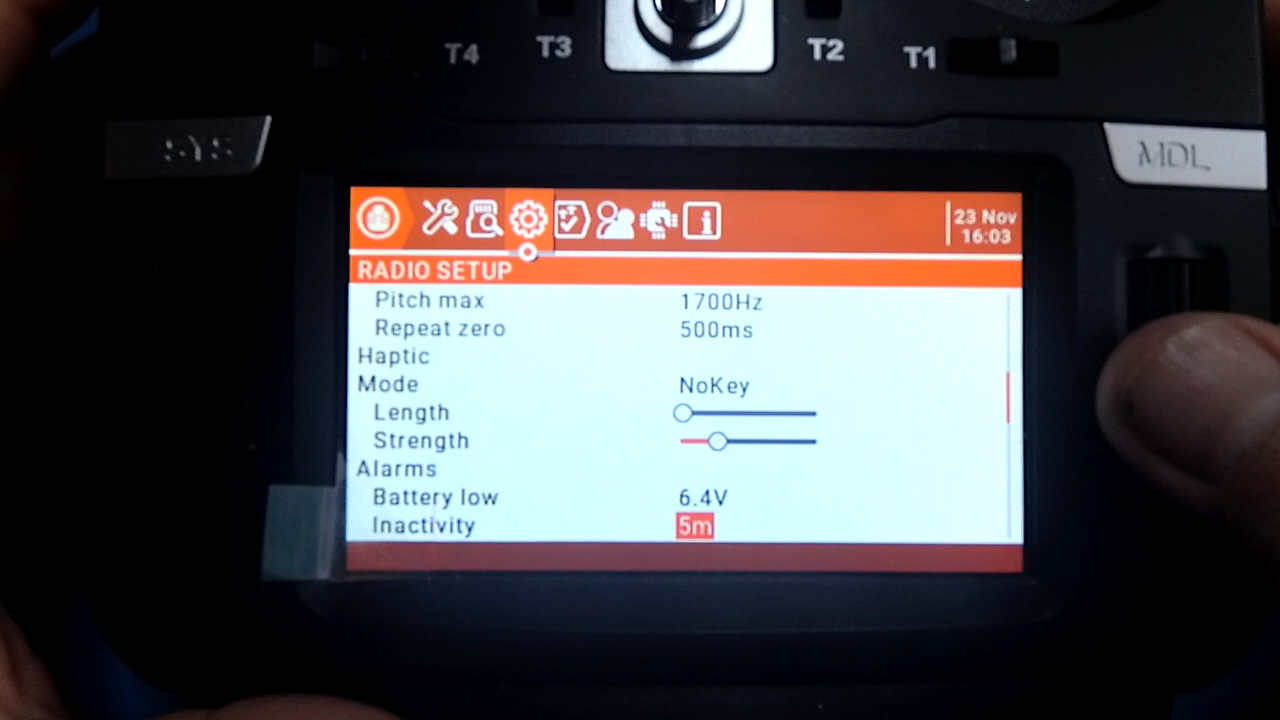 T4 T3 T2 T1
SYS
MDL
23 Nov
16:03
RADIO SETUP
Pitch max 1700Hz
Repeat zero 500ms
Haptic
Mode NoKey
Length
Strength
Alarms
Battery low 6.4V
Inactivity 5m